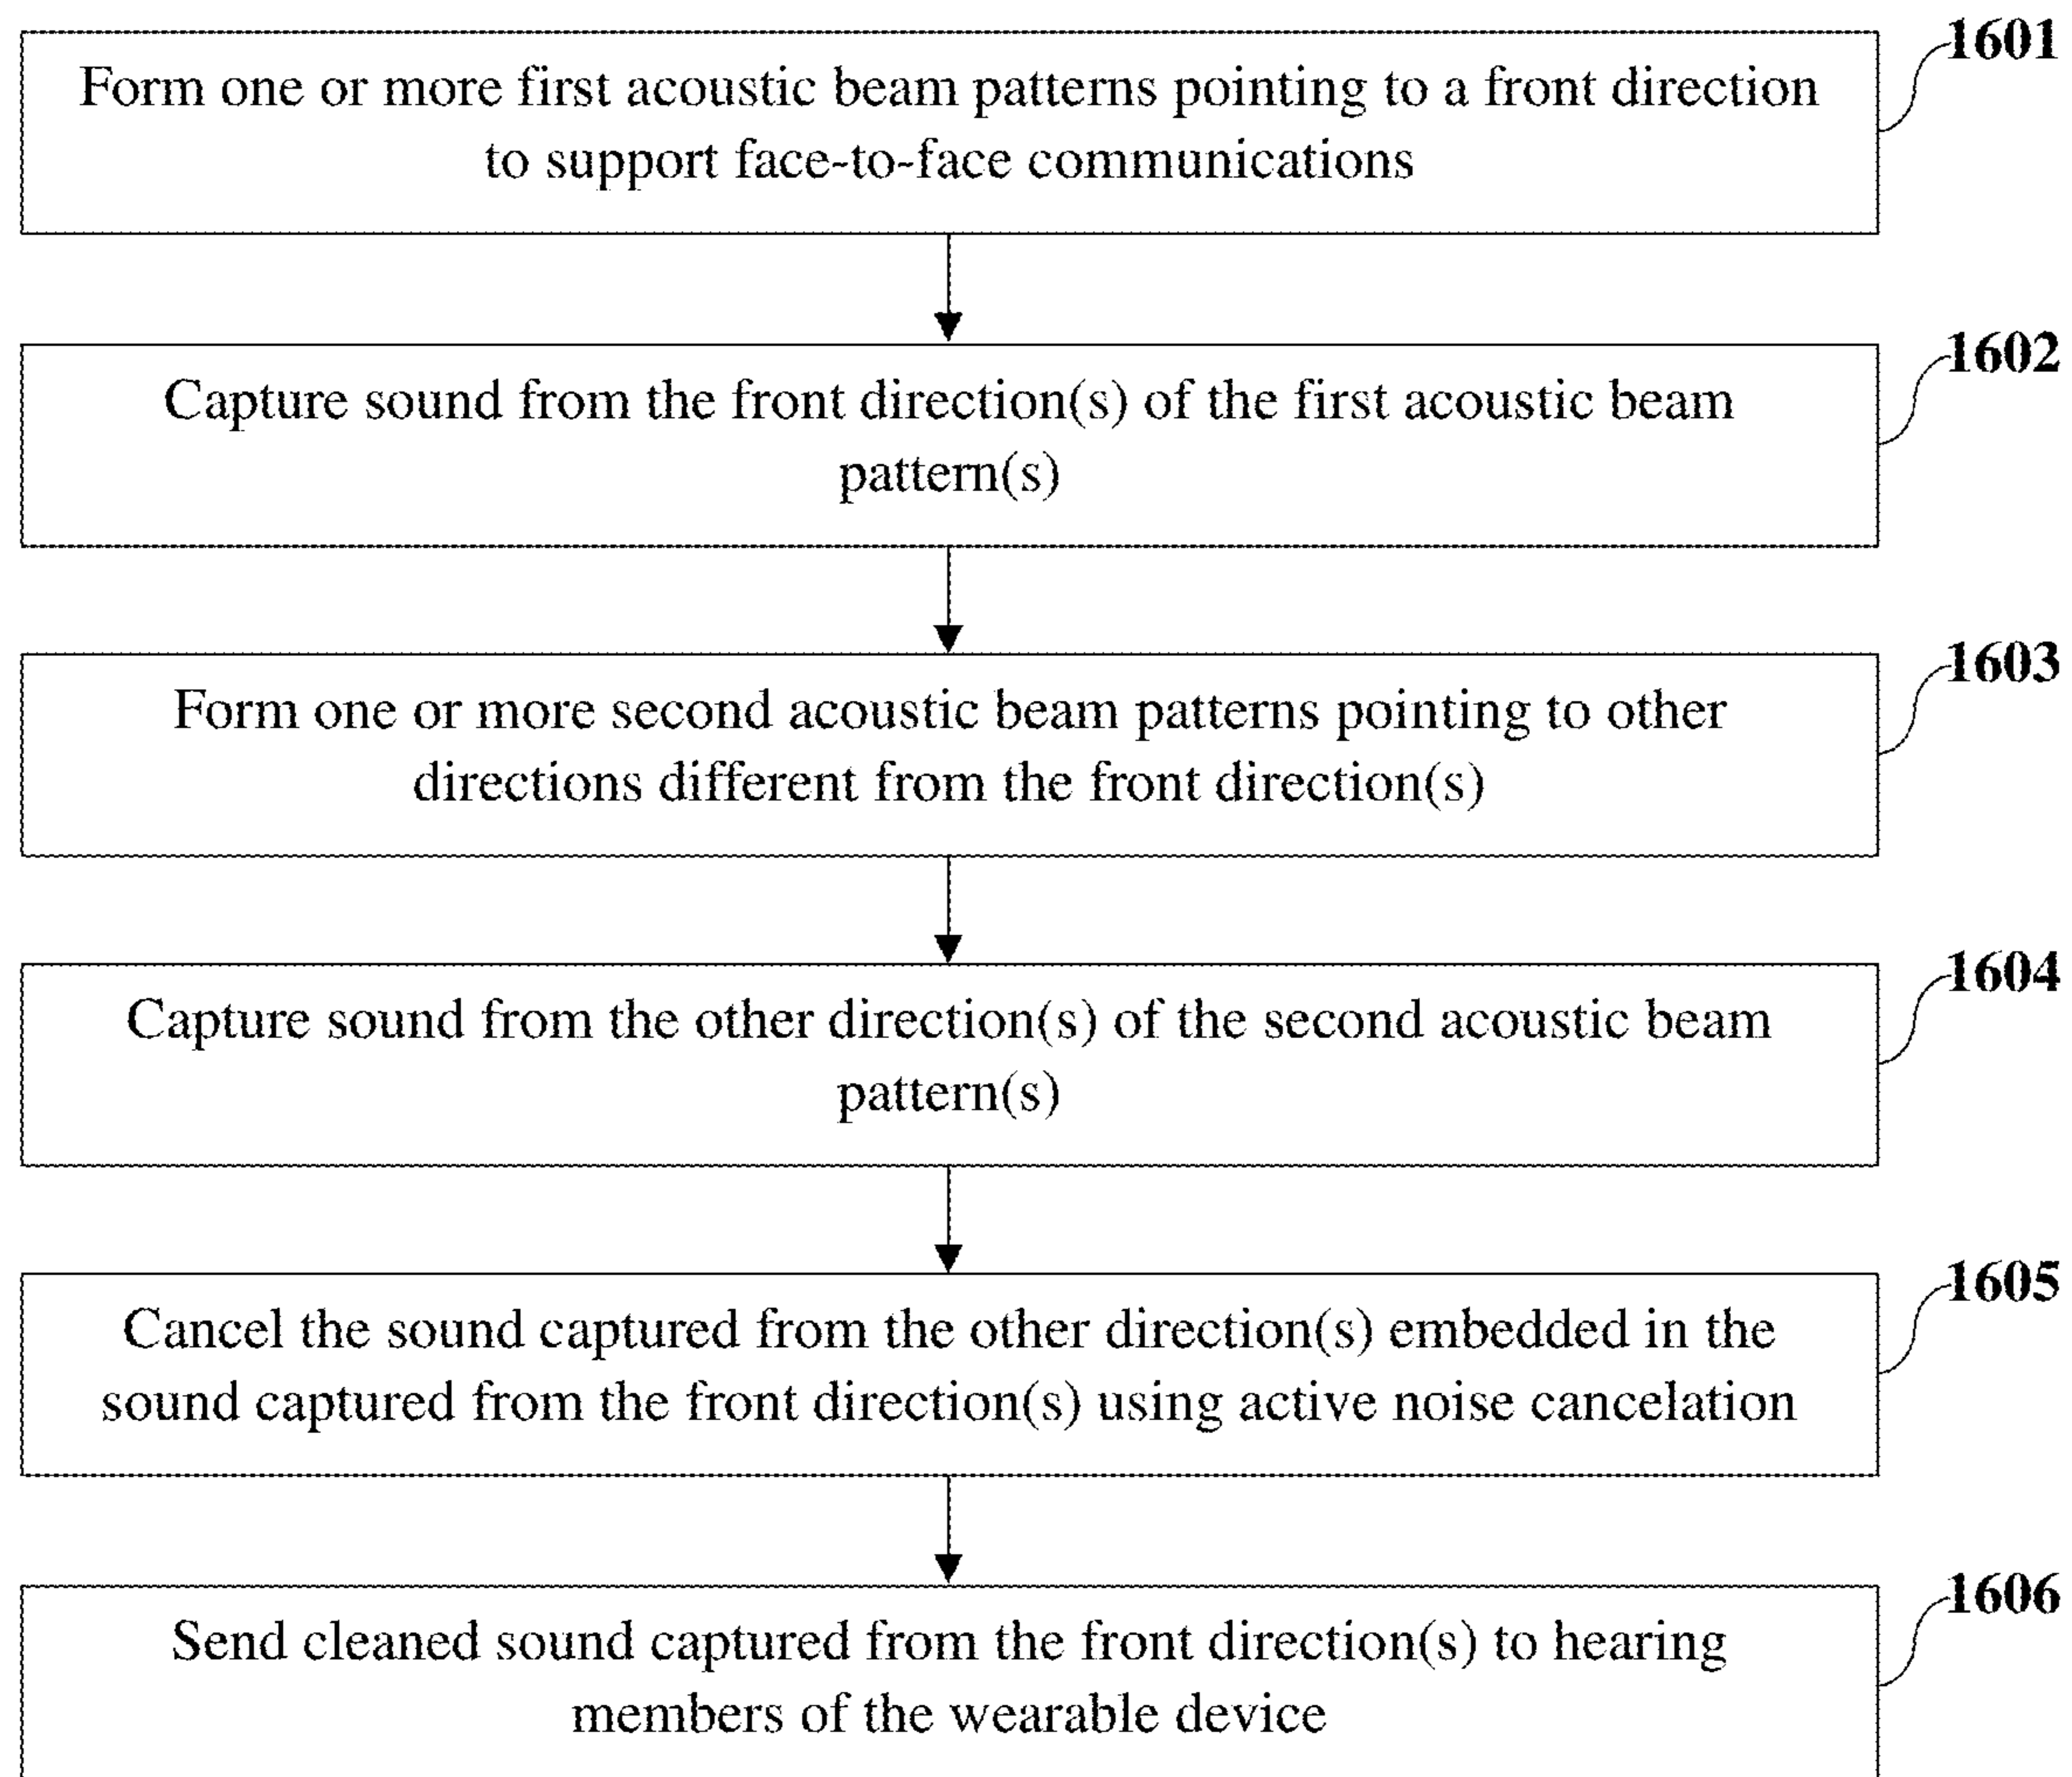 1601
Form one or more first acoustic beam patterns pointing to a front direction
to support face-to-face communications
1602
Capture sound from the front direction(s) of the first acoustic beam
pattern(s)
1603
Form one or more second acoustic beam patterns pointing to other
directions different from the front direction(s)
1604
Capture sound from the other direction(s) of the second acoustic beam
pattern(s)
1605
Cancel the sound captured from the other direction(s) embedded in the
sound captured from the front direction(s) using active noise cancelation
1606
Send cleaned sound captured from the front direction(s) to hearing
members of the wearable device